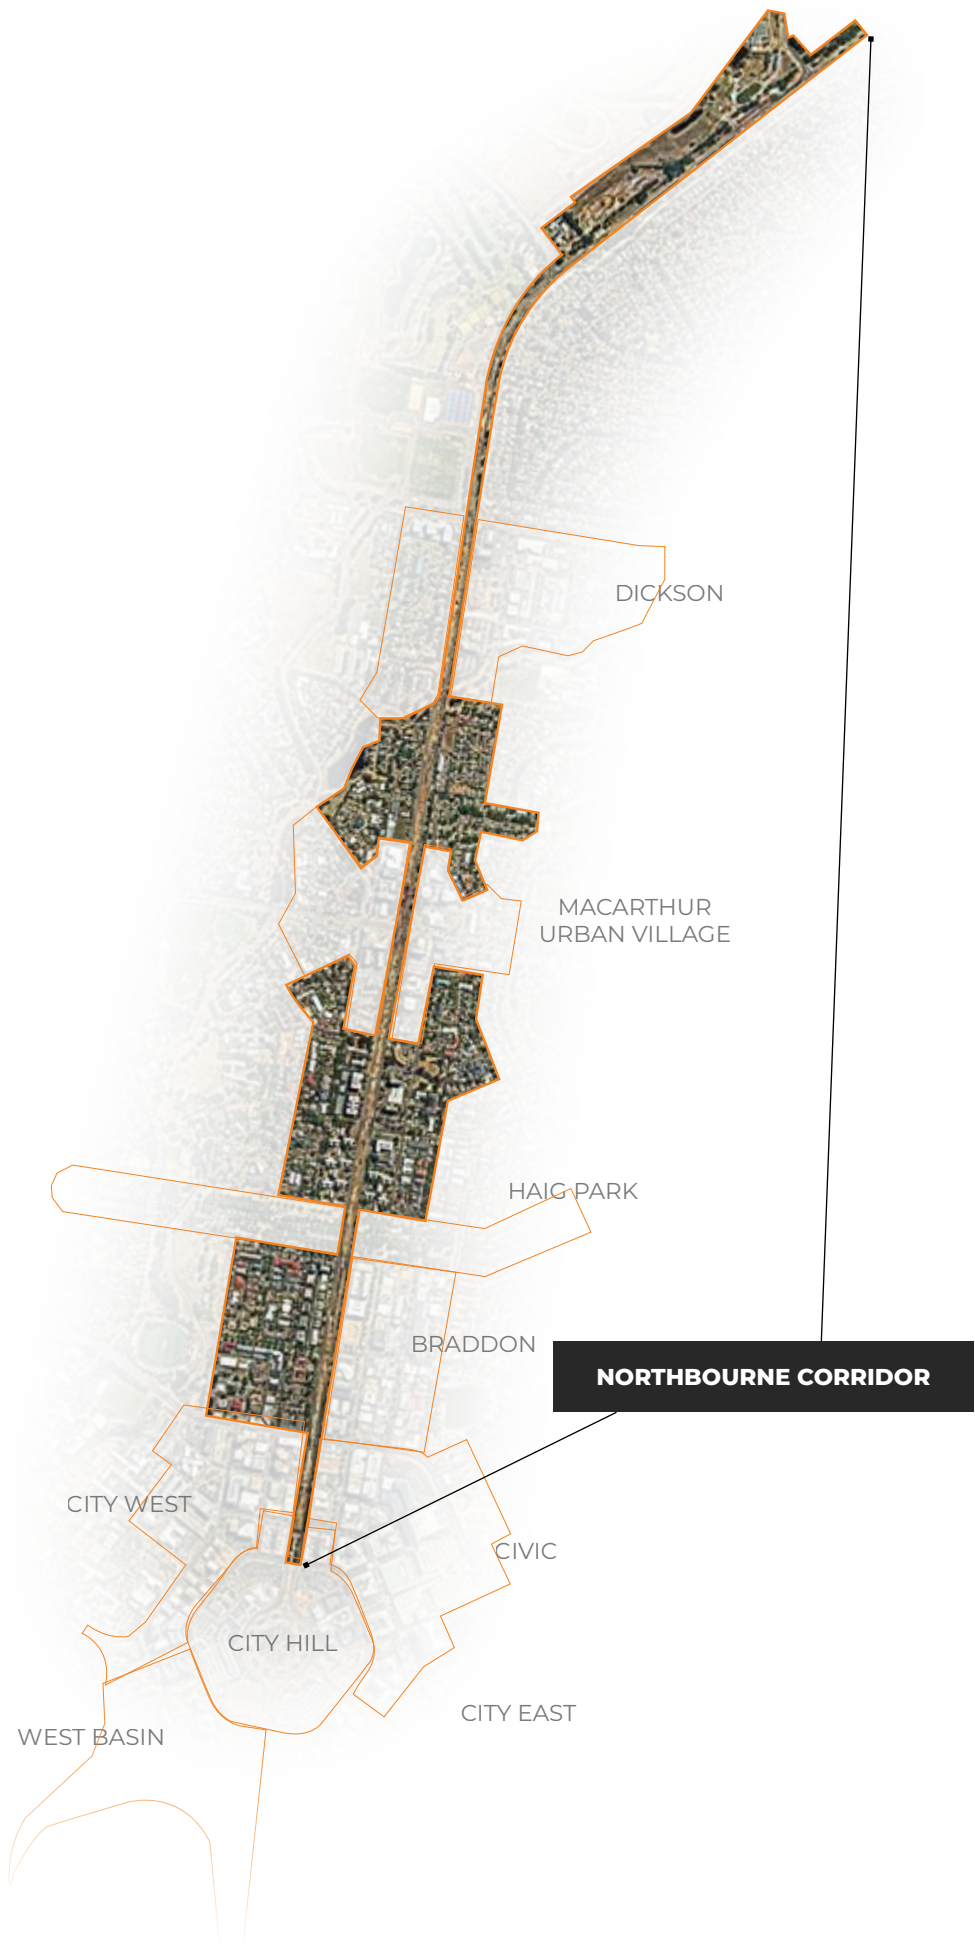 DICKSON
MACARTHUR
URBAN VILLAGE
HAIG PARK
BRADDON
NORTHBOURNE CORRIDOR
CITY WEST
CIVIC
CITY HILL
CITY EAST
WEST BASIN